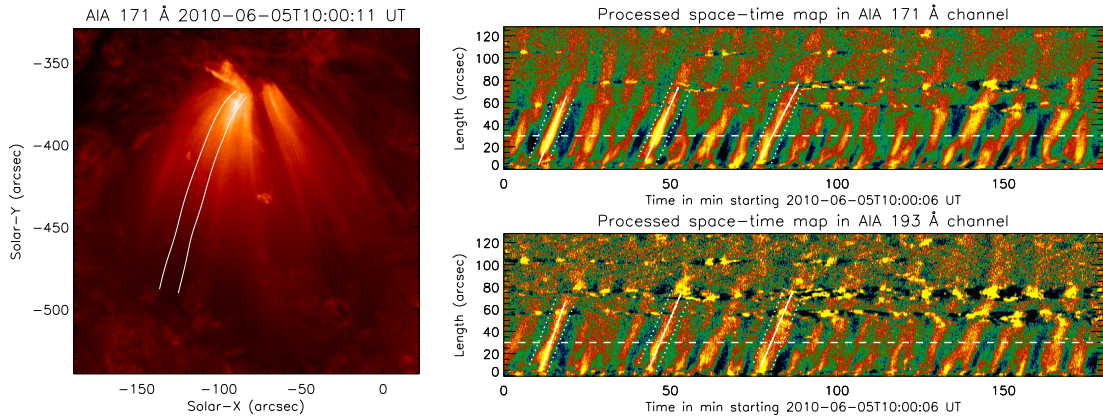 AIA 171 Å 2010-06-05T10:00:11 UT
Solar-Y (arcsec)
-350
-400
-450
-500
-150 -100 -50 0
Solar-X (arcsec)
Processed space-time map in AIA 171 Å channel
Length (arcsec)
120
100
80
60
40
20
0
0 50 100 150
Time in min starting 2010-06-05T10:00:06 UT
Processed space-time map in AIA 193 Å channel
Length (arcsec)
120
100
80
60
40
20
0
0 50 100 150
Time in min starting 2010-06-05T10:00:06 UT